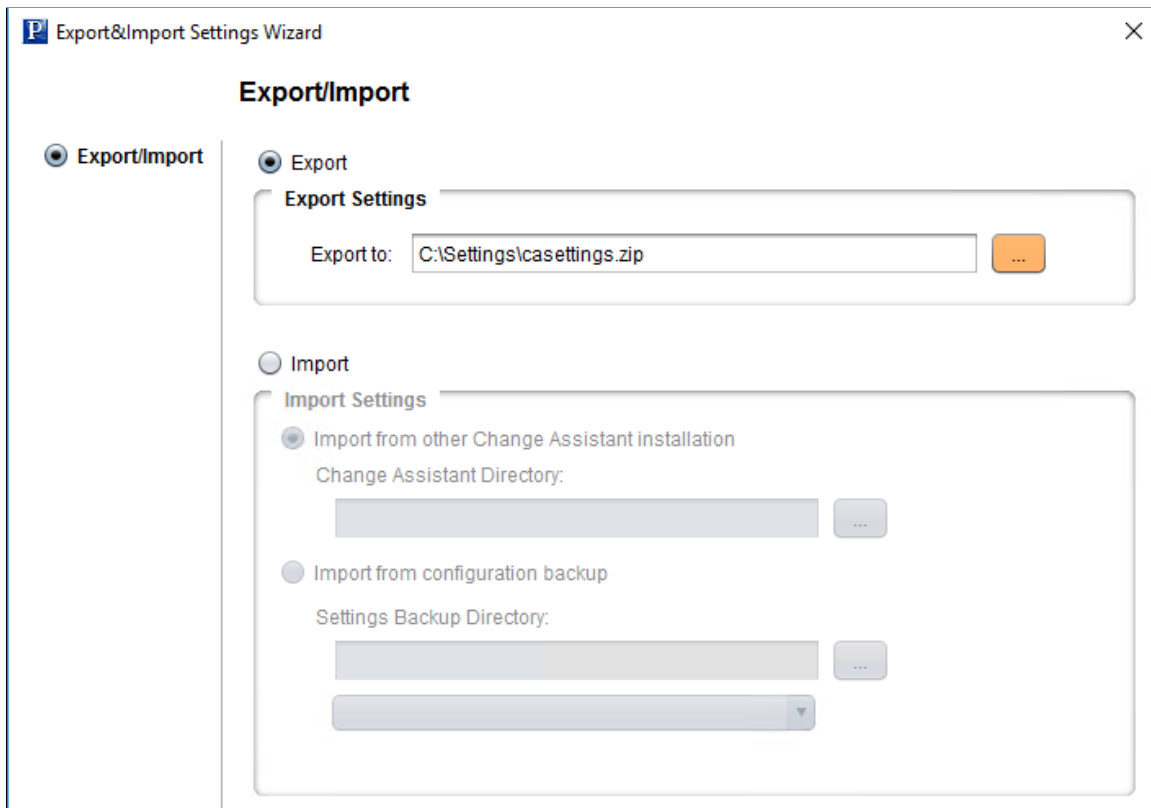 P Export&Import Settings Wizard
Export/Import
Export/Import
Export
Export Settings
Export to: C:\Settings\casettings.zip ...
Import
Import Settings
Import from other Change Assistant installation
Change Assistant Directory:
...
Import from configuration backup
Settings Backup Directory:
...